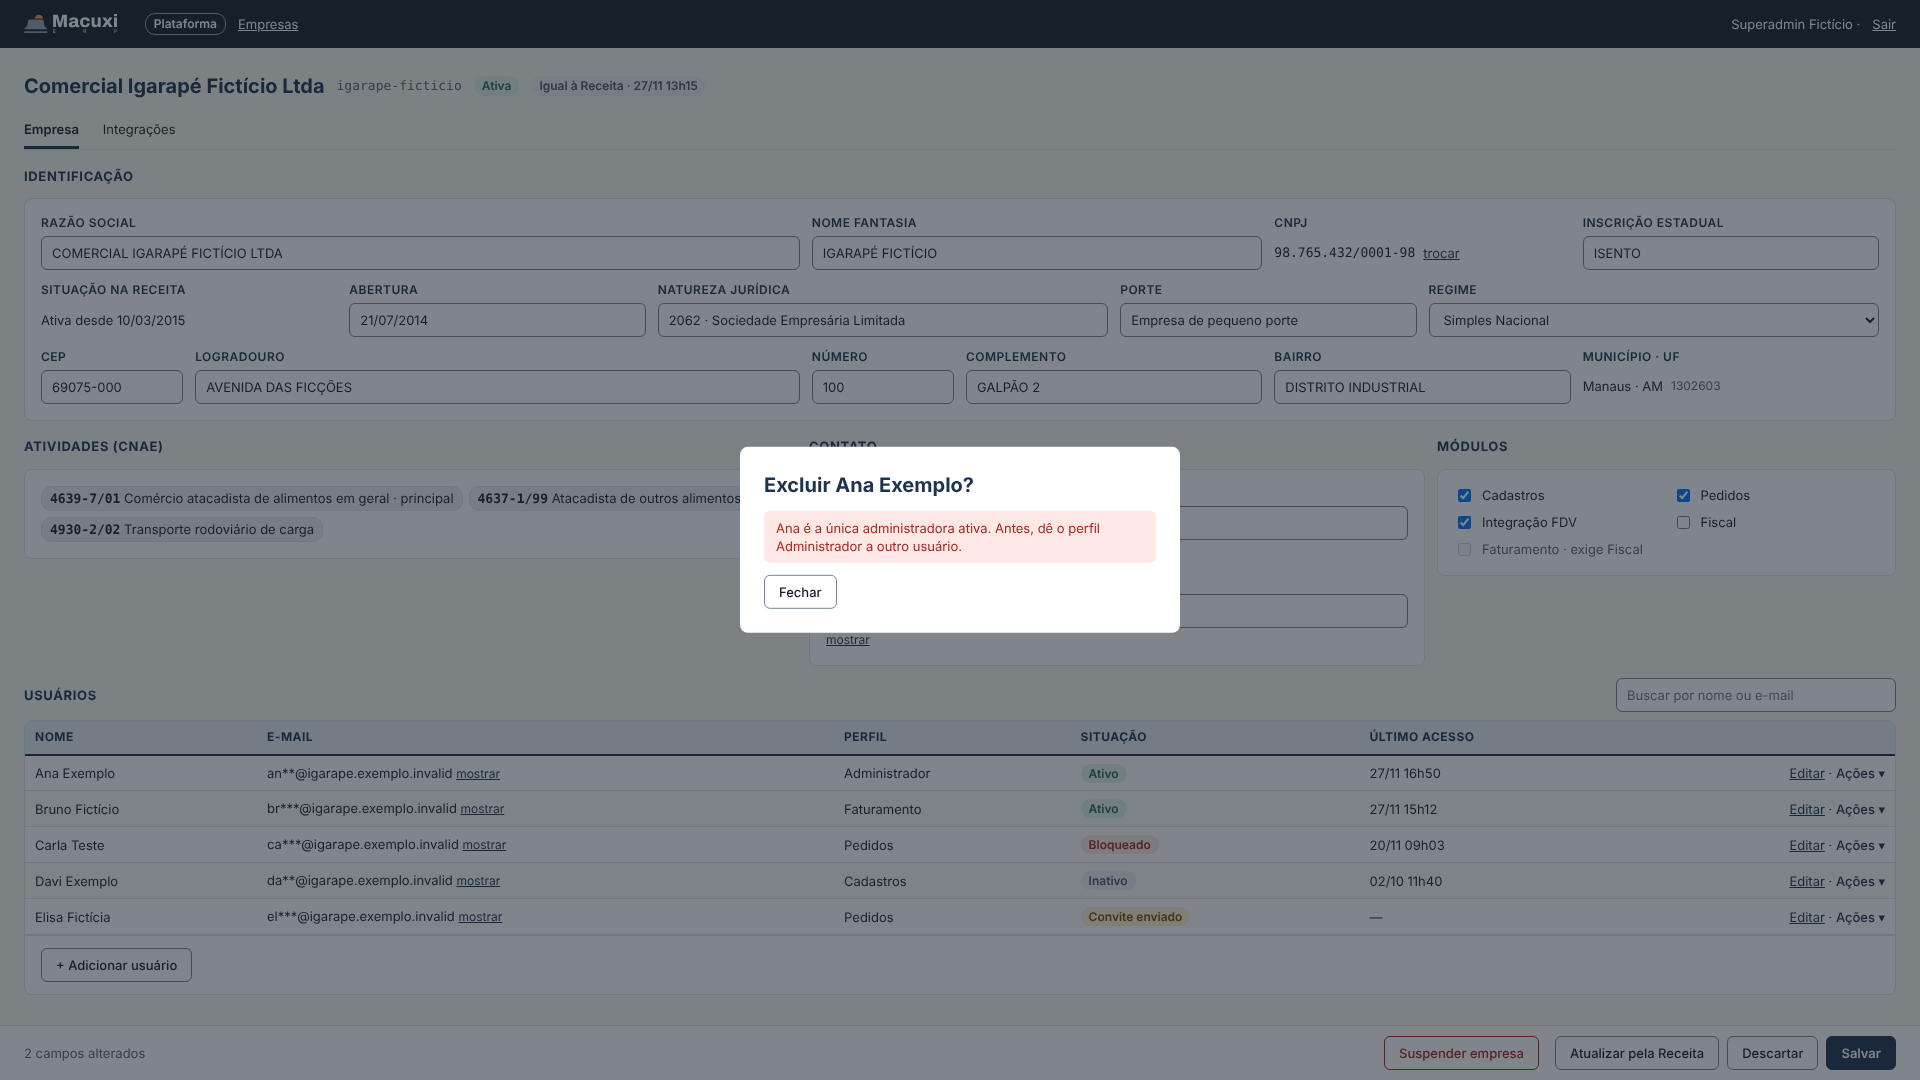 Macuxi
Plataforma
Empresas
Superadmin Fictício ·
Sair
Comercial Igarapé Fictício Ltda
igarape-ficticio
Ativa
Igual à Receita · 27/11 13h15
Empresa
Integrações
IDENTIFICAÇÃO
RAZÃO SOCIAL
NOME FANTASIA
CNPJ
INSCRIÇÃO ESTADUAL
COMERCIAL IGARAPÉ FICTÍCIO LTDA
IGARAPÉ FICTÍCIO
98.765.432/0001-98 trocar
ISENTO
SITUAÇÃO NA RECEITA
ABERTURA
NATUREZA JURÍDICA
PORTE
REGIME
Ativa desde 10/03/2015
21/07/2014
2062 · Sociedade Empresária Limitada
Empresa de pequeno porte
Simples Nacional
CEP
LOGRADOURO
NÚMERO
COMPLEMENTO
BAIRRO
MUNICÍPIO · UF
69075-000
AVENIDA DAS FICÇÕES
100
GALPÃO 2
DISTRITO INDUSTRIAL
Manaus · AM 1302603
ATIVIDADES (CNAE)
CONTATO
MÓDULOS
4639-7/01 Comércio atacadista de alimentos em geral · principal
4637-1/99 Atacadista de outros alimentos
4930-2/02 Transporte rodoviário de carga
Excluir Ana Exemplo?
Ana é a única administradora ativa. Antes, dê o perfil
Administrador a outro usuário.
Fechar
mostrar
Cadastros
Pedidos
Integração FDV
Fiscal
Faturamento · exige Fiscal
USUÁRIOS
Buscar por nome ou e-mail
NOME
E-MAIL
PERFIL
SITUAÇÃO
ÚLTIMO ACESSO
Ana Exemplo
an**@igarape.exemplo.invalid mostrar
Administrador
Ativo
27/11 16h50
Editar · Ações ▾
Bruno Fictício
br***@igarape.exemplo.invalid mostrar
Faturamento
Ativo
27/11 15h12
Editar · Ações ▾
Carla Teste
ca***@igarape.exemplo.invalid mostrar
Pedidos
Bloqueado
20/11 09h03
Editar · Ações ▾
Davi Exemplo
da**@igarape.exemplo.invalid mostrar
Cadastros
Inativo
02/10 11h40
Editar · Ações ▾
Elisa Fictícia
el***@igarape.exemplo.invalid mostrar
Pedidos
Convite enviado
—
Editar · Ações ▾
+ Adicionar usuário
2 campos alterados
Suspender empresa
Atualizar pela Receita
Descartar
Salvar